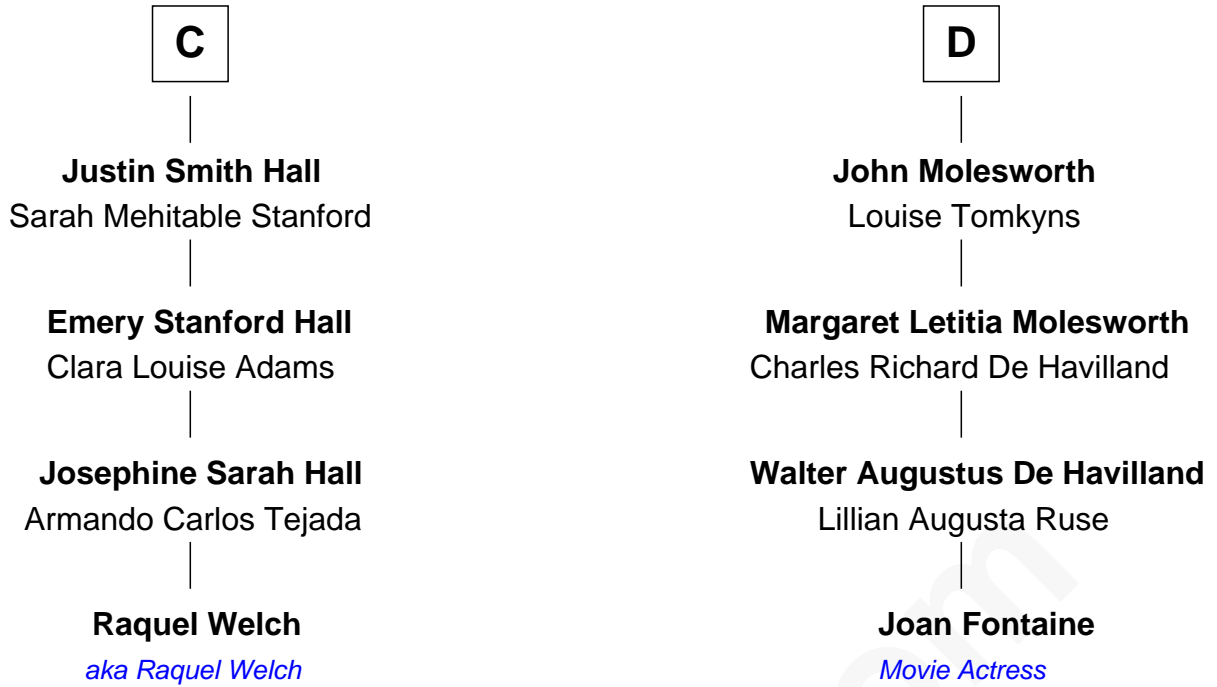 C
Justin Smith Hall
Sarah Mehitable Stanford
Emery Stanford Hall
Clara Louise Adams
Josephine Sarah Hall
Armando Carlos Tejada
Raquel Welch
aka Raquel Welch
D
John Molesworth
Louise Tomkyns
Margaret Letitia Molesworth
Charles Richard De Havilland
Walter Augustus De Havilland
Lillian Augusta Ruse
Joan Fontaine
Movie Actress